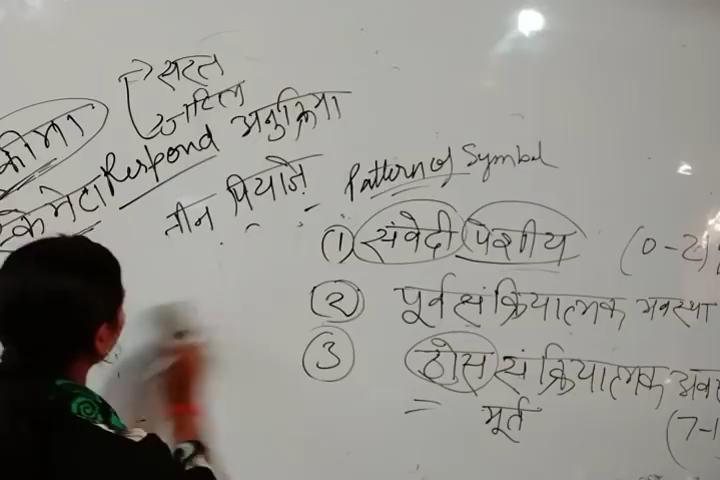 सरल
जटिल
स्कीमा
स्केमेटा Respond अनुक्रिया
जीन पियाजे
Pattern of Symbol
① संवेदी पेशीय (0-2)
② पूर्व संक्रियात्मक अवस्था
③ ठोस संक्रियात्मक
मूर्त